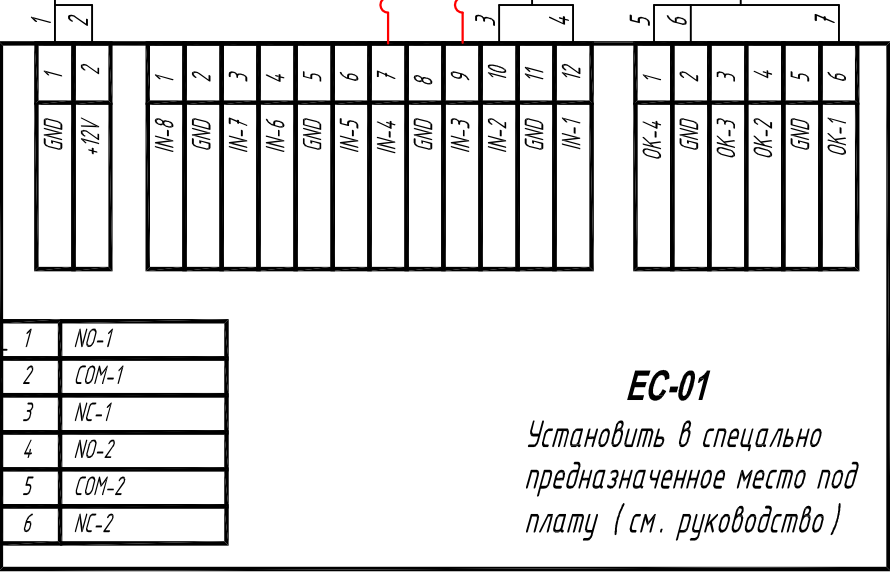 1 2 3 4 5 6 7
1 2 1 2 3 4 5 6 7 8 9 10 11 12 1 2 3 4 5 6
GND +12V IN-8 GND IN-7 IN-6 GND IN-5 IN-4 GND IN-3 IN-2 GND IN-1 OK-4 GND OK-3 OK-2 GND OK-1
1 NO-1
2 COM-1
3 NC-1
4 NO-2
5 COM-2
6 NC-2
EC-01
Установить в спецально
предназначенное место под
плату (см. руководство)